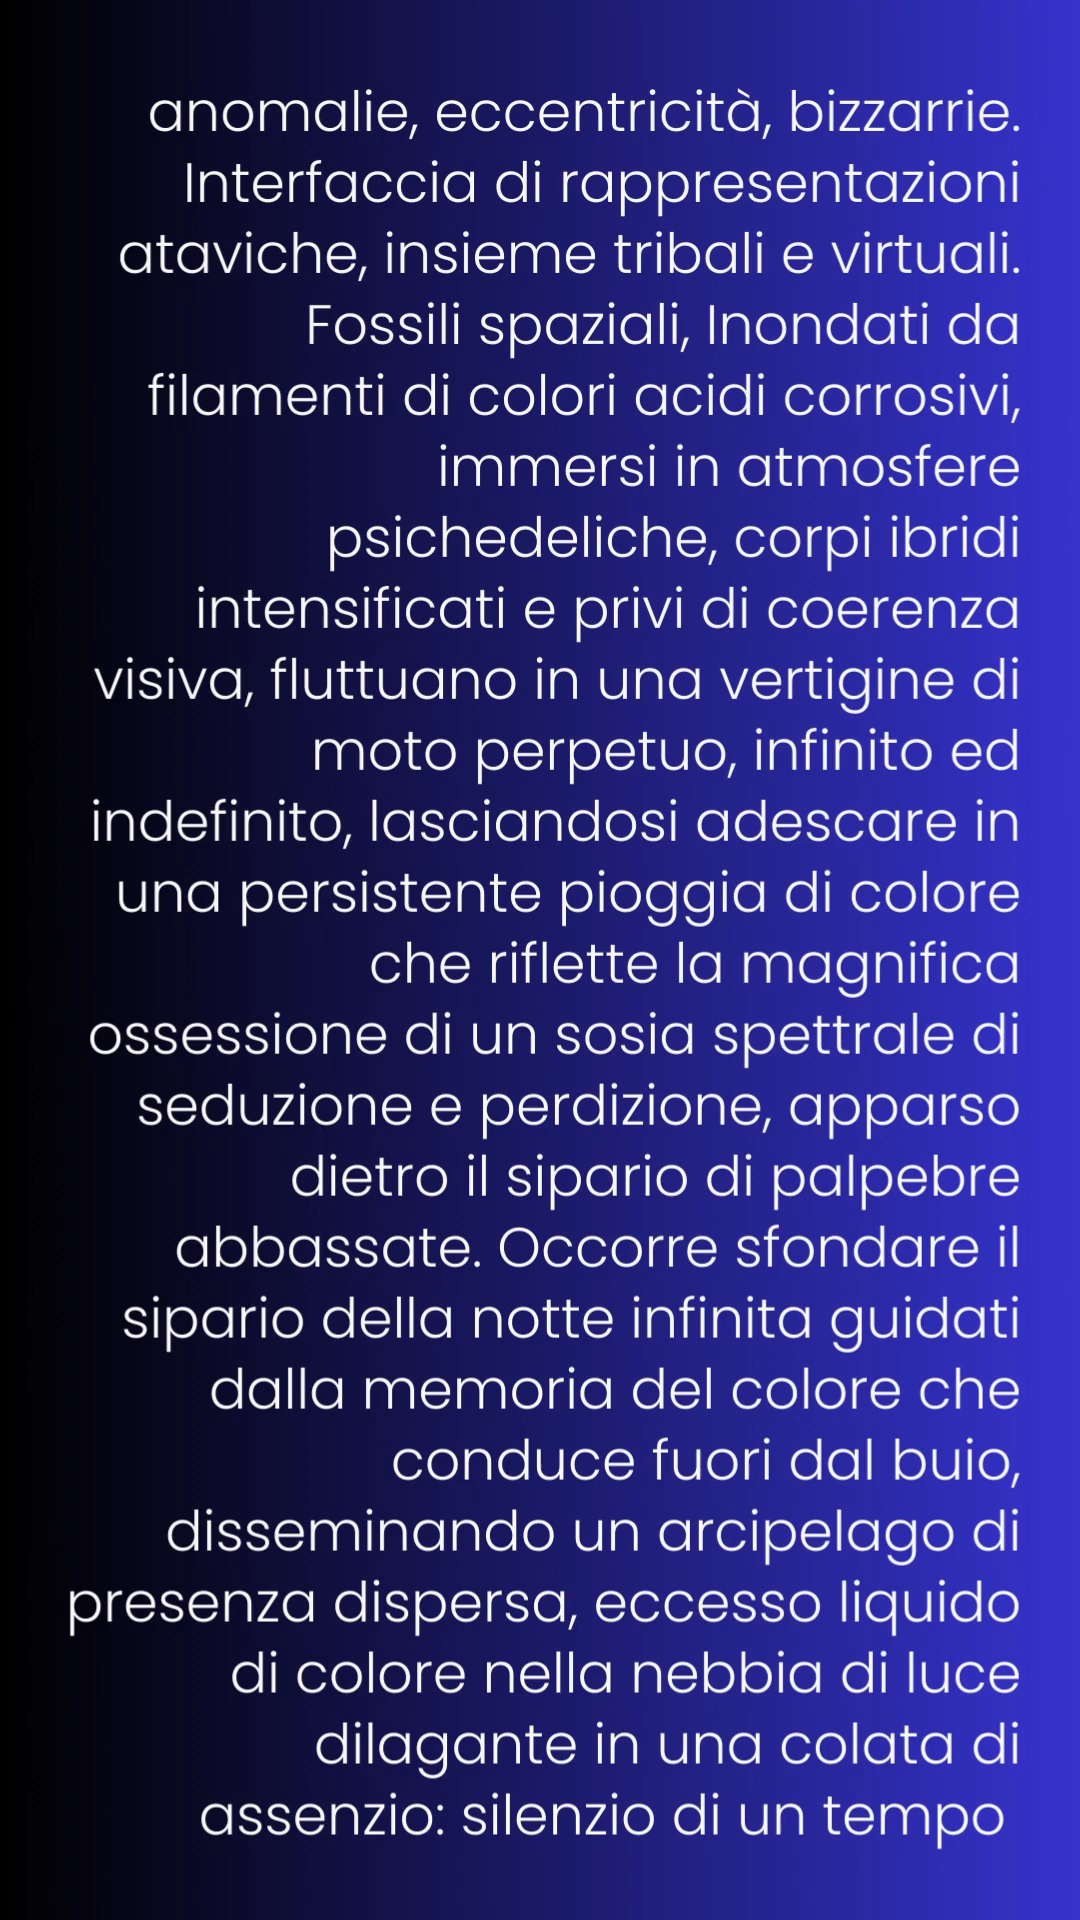 anomalie, eccentricità, bizzarrie.
Interfaccia di rappresentazioni
ataviche, insieme tribali e virtuali.
Fossili spaziali, Inondati da
filamenti di colori acidi corrosivi,
immersi in atmosfere
psichedeliche, corpi ibridi
intensificati e privi di coerenza
visiva, fluttuano in una vertigine di
moto perpetuo, infinito ed
indefinito, lasciandosi adescare in
una persistente pioggia di colore
che riflette la magnifica
ossessione di un sosia spettrale di
seduzione e perdizione, apparso
dietro il sipario di palpebre
abbassate. Occorre sfondare il
sipario della notte infinita guidati
dalla memoria del colore che
conduce fuori dal buio,
disseminando un arcipelago di
presenza dispersa, eccesso liquido
di colore nella nebbia di luce
dilagante in una colata di
assenzio: silenzio di un tempo